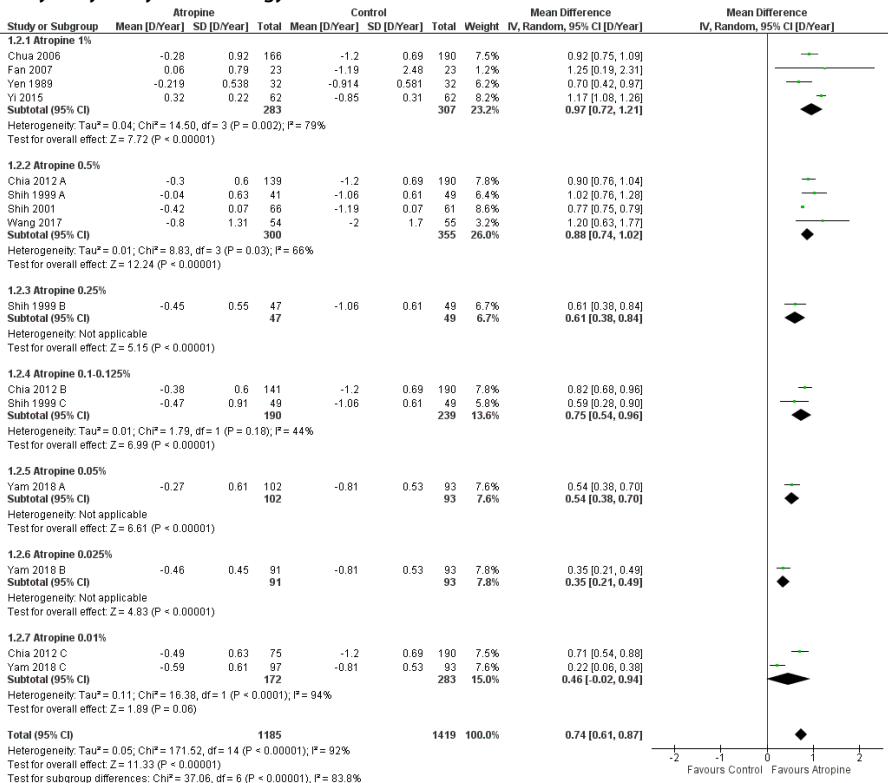 Atropine Control Mean Difference Mean Difference
Study or Subgroup Mean [D/Year] SD [D/Year] Total Mean [D/Year] SD [D/Year] Total Weight IV, Random, 95% CI [D/Year] IV, Random, 95% CI [D/Year]
1.2.1 Atropine 1%
Chua 2006 -0.28 0.92 166 -1.2 0.69 190 7.5% 0.92 [0.75, 1.09]
Fan 2007 0.06 0.79 23 -1.19 2.48 23 1.2% 1.25 [0.19, 2.31]
Yen 1989 -0.219 0.538 32 -0.914 0.581 32 6.2% 0.70 [0.42, 0.97]
Yi 2015 0.32 0.22 62 -0.85 0.31 62 8.2% 1.17 [1.08, 1.26]
Subtotal (95% CI) 283 307 23.2% 0.97 [0.72, 1.21]
Heterogeneity: Tau² = 0.04; Chi² = 14.50, df = 3 (P = 0.002); I² = 79%
Test for overall effect: Z = 7.72 (P < 0.00001)
1.2.2 Atropine 0.5%
Chia 2012 A -0.3 0.6 139 -1.2 0.69 190 7.8% 0.90 [0.76, 1.04]
Shih 1999 A -0.04 0.63 41 -1.06 0.61 49 6.4% 1.02 [0.76, 1.28]
Shih 2001 -0.42 0.07 66 -1.19 0.07 61 8.6% 0.77 [0.75, 0.79]
Wang 2017 -0.8 1.31 54 -2 1.7 55 3.2% 1.20 [0.63, 1.77]
Subtotal (95% CI) 300 355 26.0% 0.88 [0.74, 1.02]
Heterogeneity: Tau² = 0.01; Chi² = 8.83, df = 3 (P = 0.03); I² = 66%
Test for overall effect: Z = 12.24 (P < 0.00001)
1.2.3 Atropine 0.25%
Shih 1999 B -0.45 0.55 47 -1.06 0.61 49 6.7% 0.61 [0.38, 0.84]
Subtotal (95% CI) 47 49 6.7% 0.61 [0.38, 0.84]
Heterogeneity: Not applicable
Test for overall effect: Z = 5.15 (P < 0.00001)
1.2.4 Atropine 0.1-0.125%
Chia 2012 B -0.38 0.6 141 -1.2 0.69 190 7.8% 0.82 [0.68, 0.96]
Shih 1999 C -0.47 0.91 49 -1.06 0.61 49 5.8% 0.59 [0.28, 0.90]
Subtotal (95% CI) 190 239 13.6% 0.75 [0.54, 0.96]
Heterogeneity: Tau² = 0.01; Chi² = 1.79, df = 1 (P = 0.18); I² = 44%
Test for overall effect: Z = 6.99 (P < 0.00001)
1.2.5 Atropine 0.05%
Yam 2018 A -0.27 0.61 102 -0.81 0.53 93 7.6% 0.54 [0.38, 0.70]
Subtotal (95% CI) 102 93 7.6% 0.54 [0.38, 0.70]
Heterogeneity: Not applicable
Test for overall effect: Z = 6.61 (P < 0.00001)
1.2.6 Atropine 0.025%
Yam 2018 B -0.46 0.45 91 -0.81 0.53 93 7.8% 0.35 [0.21, 0.49]
Subtotal (95% CI) 91 93 7.8% 0.35 [0.21, 0.49]
Heterogeneity: Not applicable
Test for overall effect: Z = 4.83 (P < 0.00001)
1.2.7 Atropine 0.01%
Chia 2012 C -0.49 0.63 75 -1.2 0.69 190 7.5% 0.71 [0.54, 0.88]
Yam 2018 C -0.59 0.61 97 -0.81 0.53 93 7.6% 0.22 [0.06, 0.38]
Subtotal (95% CI) 172 283 15.0% 0.46 [-0.02, 0.94]
Heterogeneity: Tau² = 0.11; Chi² = 16.38, df = 1 (P < 0.0001); I² = 94%
Test for overall effect: Z = 1.89 (P = 0.06)
Total (95% CI) 1185 1419 100.0% 0.74 [0.61, 0.87]
Heterogeneity: Tau² = 0.05; Chi² = 171.52, df = 14 (P < 0.00001); I² = 92%
Test for overall effect: Z = 11.33 (P < 0.00001)
Test for subgroup differences: Chi² = 37.06, df = 6 (P < 0.00001), I² = 83.8%
-2 -1 0 1 2
Favours Control Favours Atropine